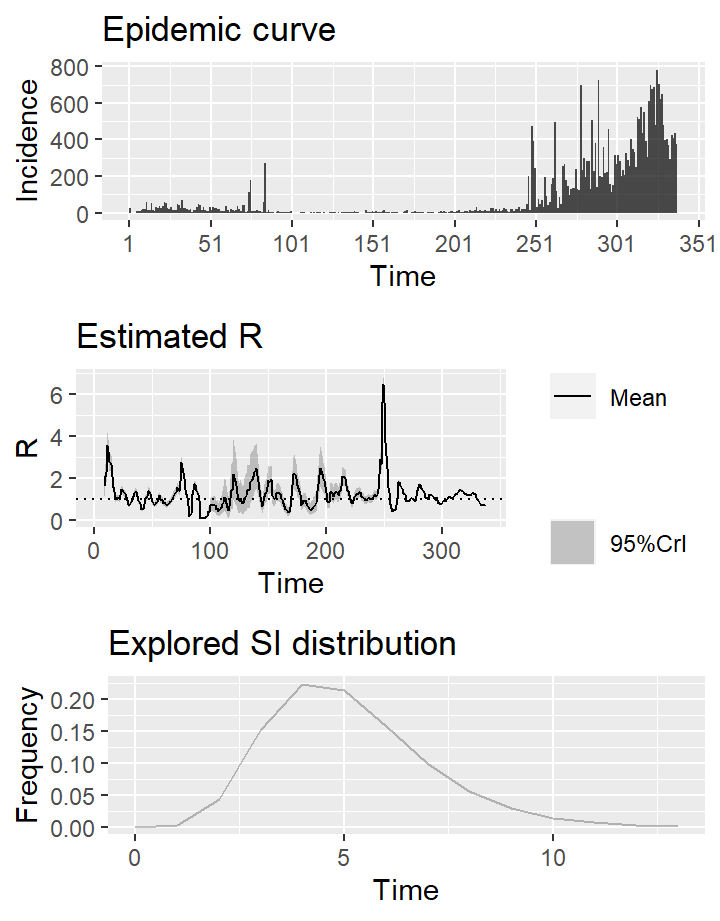 Epidemic curve
800
600
400
200
0
Incidence
1 51 101 151 201 251 301 351
Time
Estimated R
6
4
2
0
R
0 100 200 300
Time
Mean
95%CrI
Explored SI distribution
0.20
0.15
0.10
0.05
0.00
Frequency
0 5 10
Time